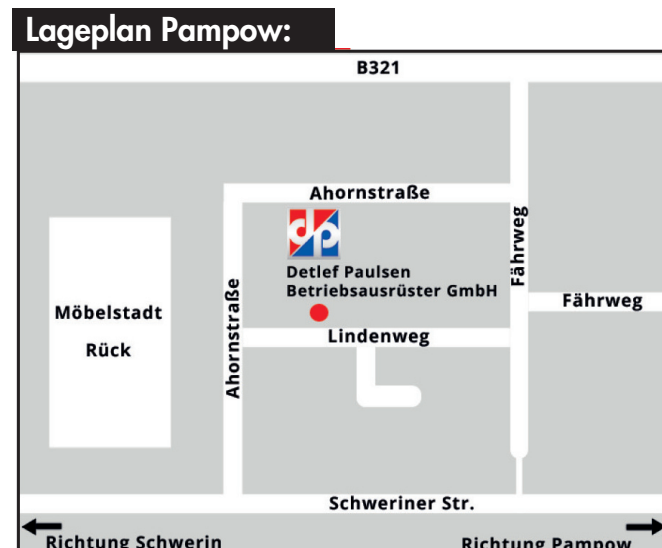 Lageplan Pampow:
B321
Ahornstraße
dp
Detlef Paulsen
Betriebsausrüster GmbH
Fährweg
Fährweg
Möbelstadt
Rück
Ahornstraße
Lindenweg
Schweriner Str.
Richtung Schwerin
Richtung Pampow